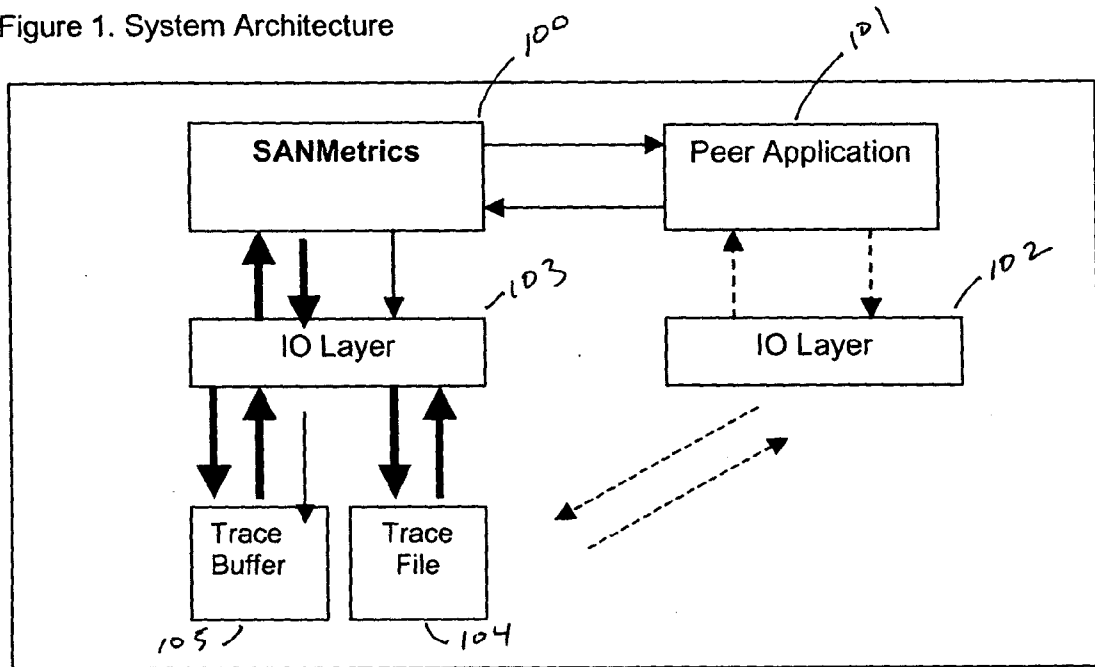 Figure 1. System Architecture
100
101
SANMetrics
Peer Application
103
102
IO Layer
IO Layer
Trace
Buffer
Trace
File
105
104